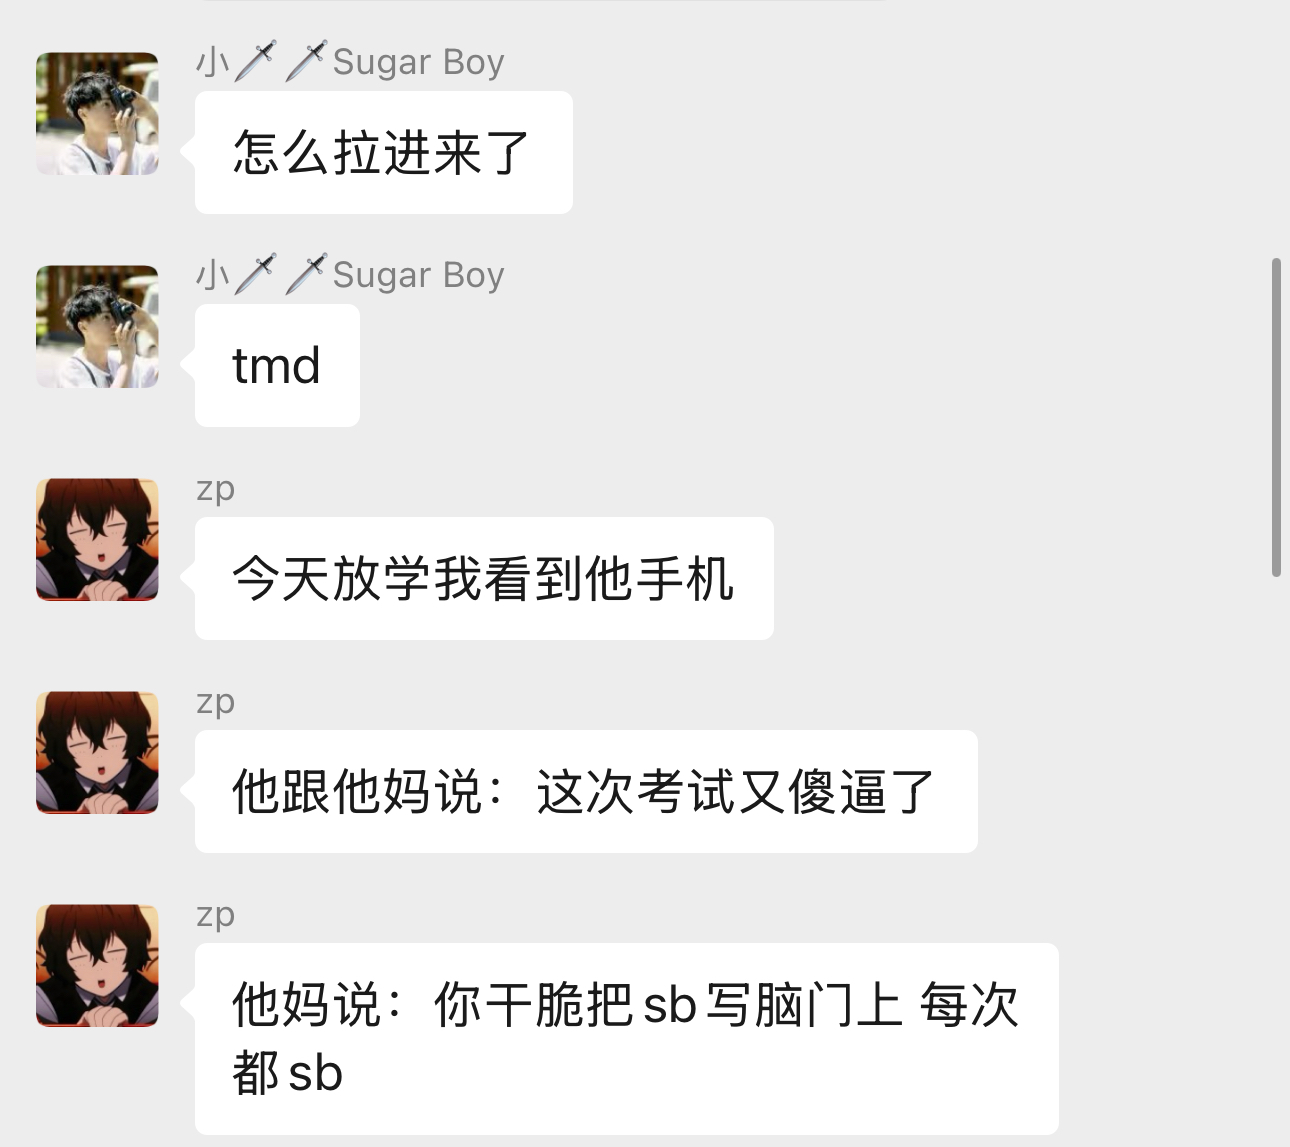 小🗡️🗡️Sugar Boy
怎么拉进来了
小🗡️🗡️Sugar Boy
tmd
zp
今天放学我看到他手机
zp
他跟他妈说：这次考试又傻逼了
zp
他妈说：你干脆把sb写脑门上 每次
都sb